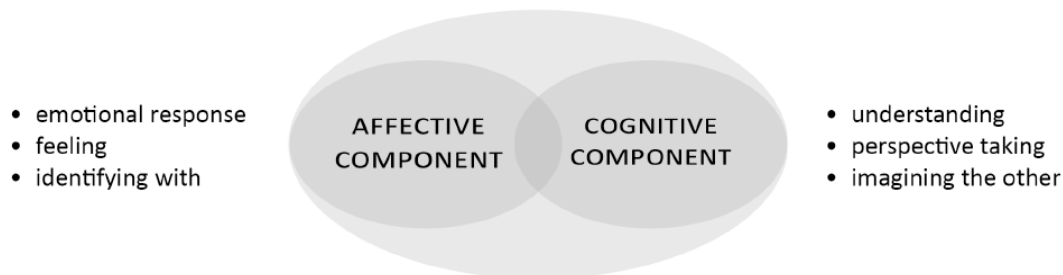 • emotional response
• feeling
• identifying with
AFFECTIVE
COMPONENT
COGNITIVE
COMPONENT
• understanding
• perspective taking
• imagining the other